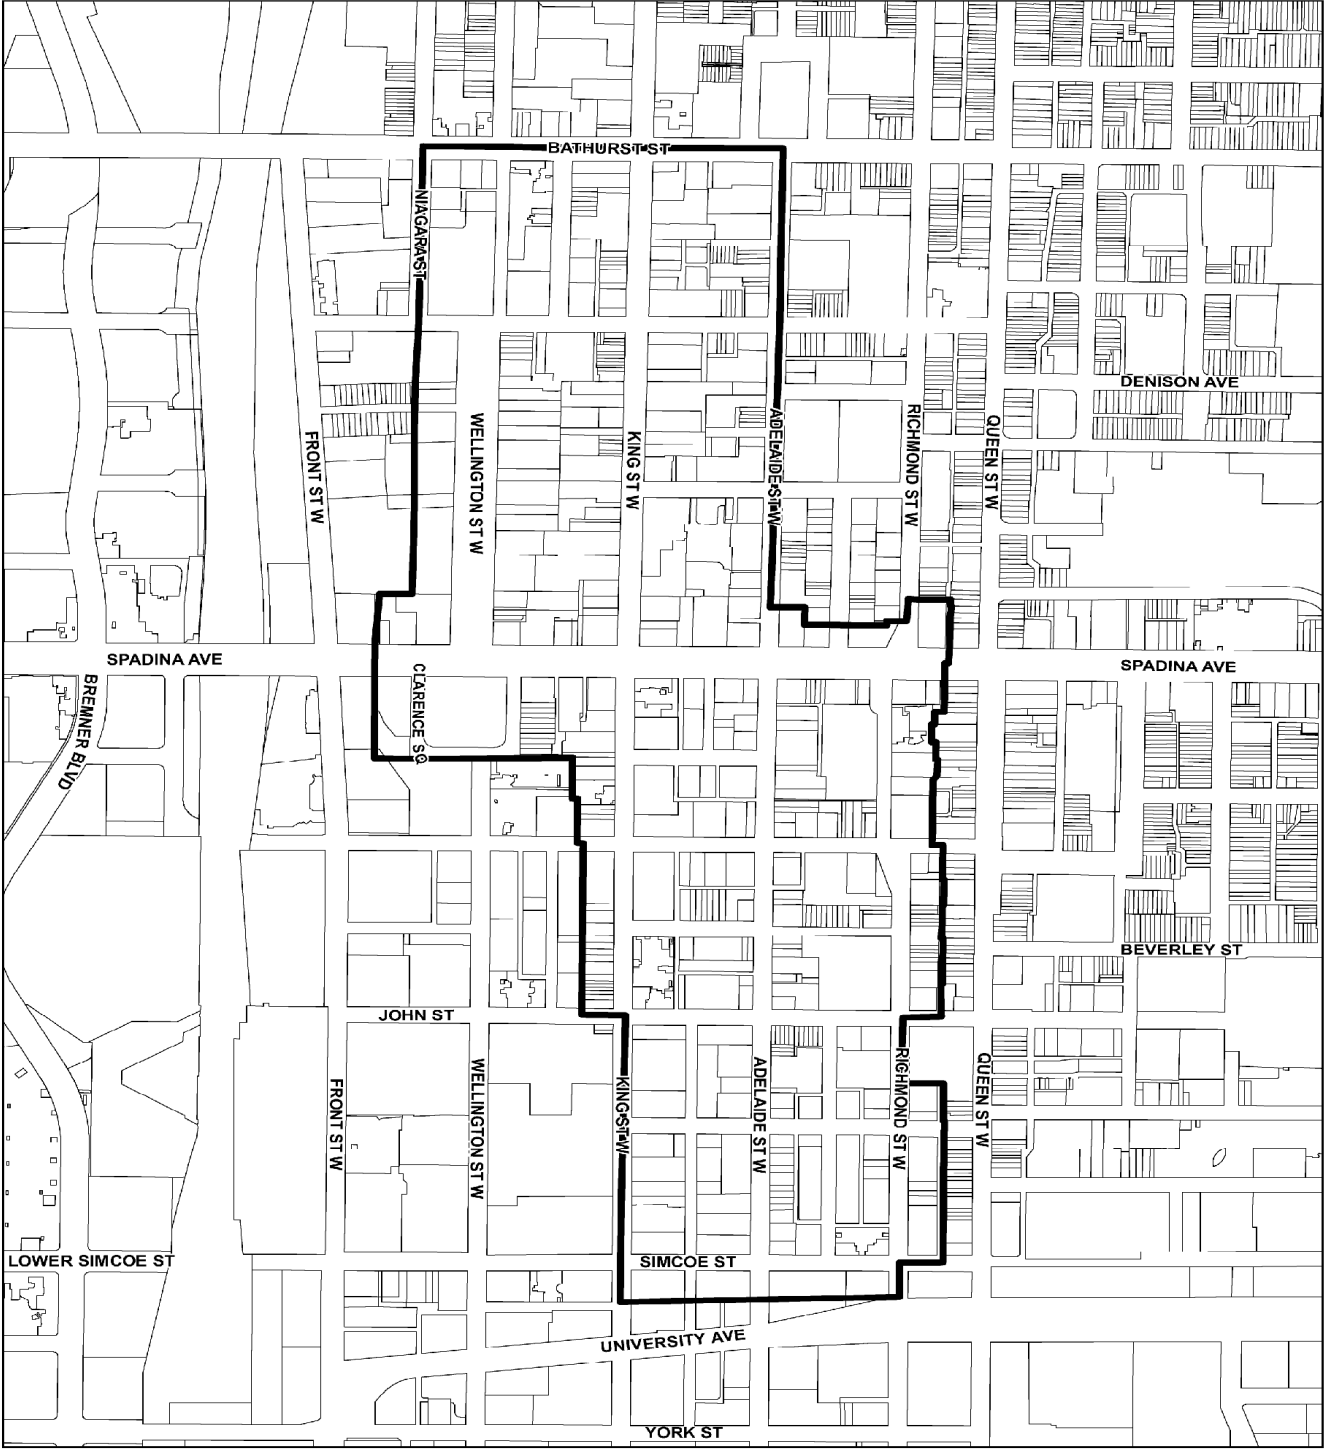 BATHURST ST
NIAGARA ST
DENISON AVE
FRONT ST W
WELLINGTON ST W
KING ST W
ADELAIDE ST W
RICHMOND ST W
QUEEN ST W
SPADINA AVE
SPADINA AVE
BREMNER BLVD
CLARENCE SQ
BEVERLEY ST
JOHN ST
FRONT ST W
WELLINGTON ST W
KING ST W
ADELAIDE ST W
RICHMOND ST W
QUEEN ST W
LOWER SIMCOE ST
SIMCOE ST
UNIVERSITY AVE
YORK ST